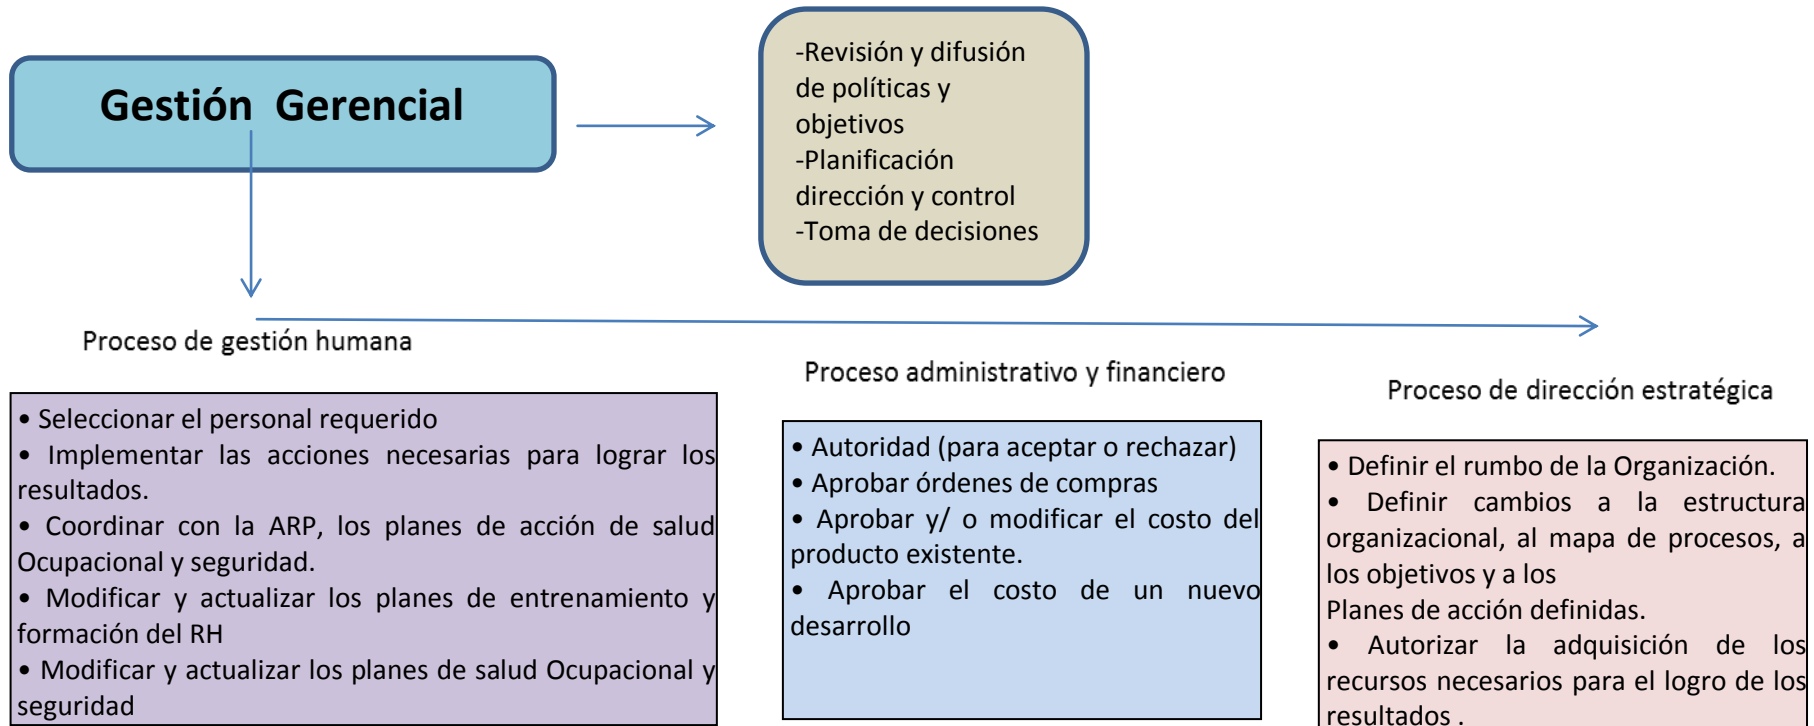 Gestión Gerencial
-Revisión y difusión
de políticas y
objetivos
-Planificación
dirección y control
-Toma de decisiones
Proceso de gestión humana
• Seleccionar el personal requerido
• Implementar las acciones necesarias para lograr los
resultados.
• Coordinar con la ARP, los planes de acción de salud
Ocupacional y seguridad.
• Modificar y actualizar los planes de entrenamiento y
formación del RH
• Modificar y actualizar los planes de salud Ocupacional y
seguridad
Proceso administrativo y financiero
• Autoridad (para aceptar o rechazar)
• Aprobar órdenes de compras
• Aprobar y/ o modificar el costo del
producto existente.
• Aprobar el costo de un nuevo
desarrollo
Proceso de dirección estratégica
• Definir el rumbo de la Organización.
• Definir cambios a la estructura
organizacional, al mapa de procesos, a
los objetivos y a los
Planes de acción definidas.
• Autorizar la adquisición de los
recursos necesarios para el logro de los
resultados .